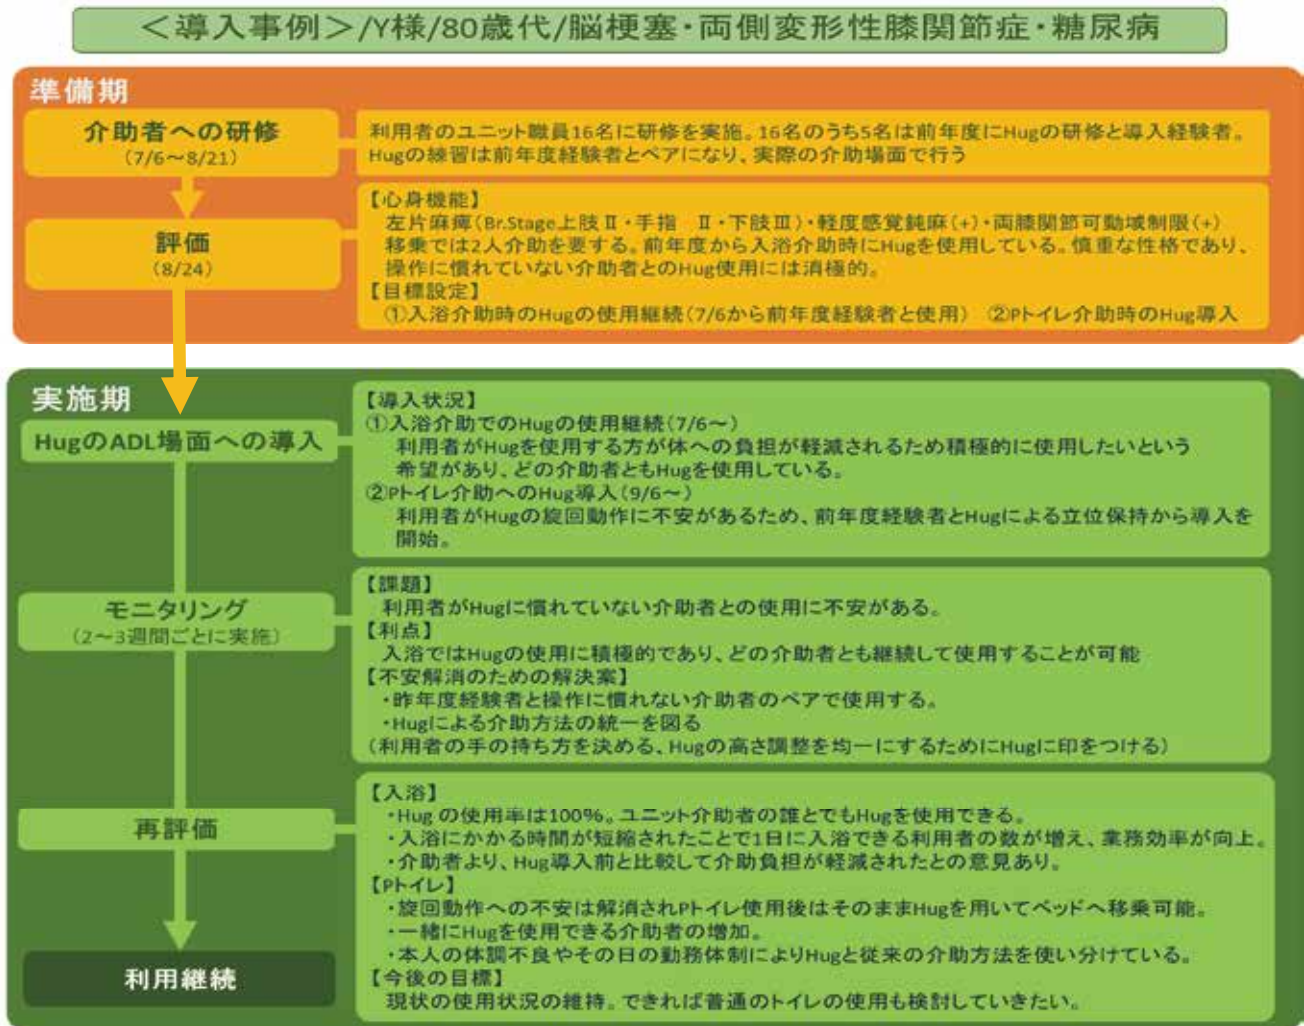 ＜導入事例＞/Y様/80歳代/脳梗塞・両側変形性膝関節症・糖尿病
準備期
介助者への研修
(7/6～8/21)
利用者のユニット職員16名に研修を実施。16名のうち5名は前年度にHugの研修と導入経験者。
Hugの練習は前年度経験者とペアになり、実際の介助場面で行う
評価
(8/24)
【心身機能】
左片麻痺(Br.Stage上肢Ⅱ・手指　Ⅱ・下肢Ⅲ)・軽度感覚鈍麻(+)・両膝関節可動域制限(+)
移乗では2人介助を要する。前年度から入浴介助時にHugを使用している。慎重な性格であり、
操作に慣れていない介助者とのHug使用には消極的。
【目標設定】
①入浴介助時のHugの使用継続(7/6から前年度経験者と使用)　②Pトイレ介助時のHug導入
実施期
HugのADL場面への導入
【導入状況】
①入浴介助でのHugの使用継続(7/6～)
利用者がHugを使用する方が体への負担が軽減されるため積極的に使用したいという
希望があり、どの介助者ともHugを使用している。
②Pトイレ介助へのHug導入(9/6～)
利用者がHugの旋回動作に不安があるため、前年度経験者とHugによる立位保持から導入を
開始。
モニタリング
(2～3週間ごとに実施)
【課題】
利用者がHugに慣れていない介助者との使用に不安がある。
【利点】
入浴ではHugの使用に積極的であり、どの介助者とも継続して使用することが可能
【不安解消のための解決案】
・昨年度経験者と操作に慣れない介助者のペアで使用する。
・Hugによる介助方法の統一を図る
(利用者の手の持ち方を決める、Hugの高さ調整を均一にするためにHugに印をつける)
再評価
【入浴】
・Hug の使用率は100%。ユニット介助者の誰とでもHugを使用できる。
・入浴にかかる時間が短縮されたことで1日に入浴できる利用者の数が増え、業務効率が向上。
・介助者より、Hug導入前と比較して介助負担が軽減されたとの意見あり。
【Pトイレ】
・旋回動作への不安は解消されPトイレ使用後はそのままHugを用いてベッドへ移乗可能。
・一緒にHugを使用できる介助者の増加。
・本人の体調不良やその日の勤務体制によりHugと従来の介助方法を使い分けている。
【今後の目標】
現状の使用状況の維持。できれば普通のトイレの使用も検討していきたい。
利用継続